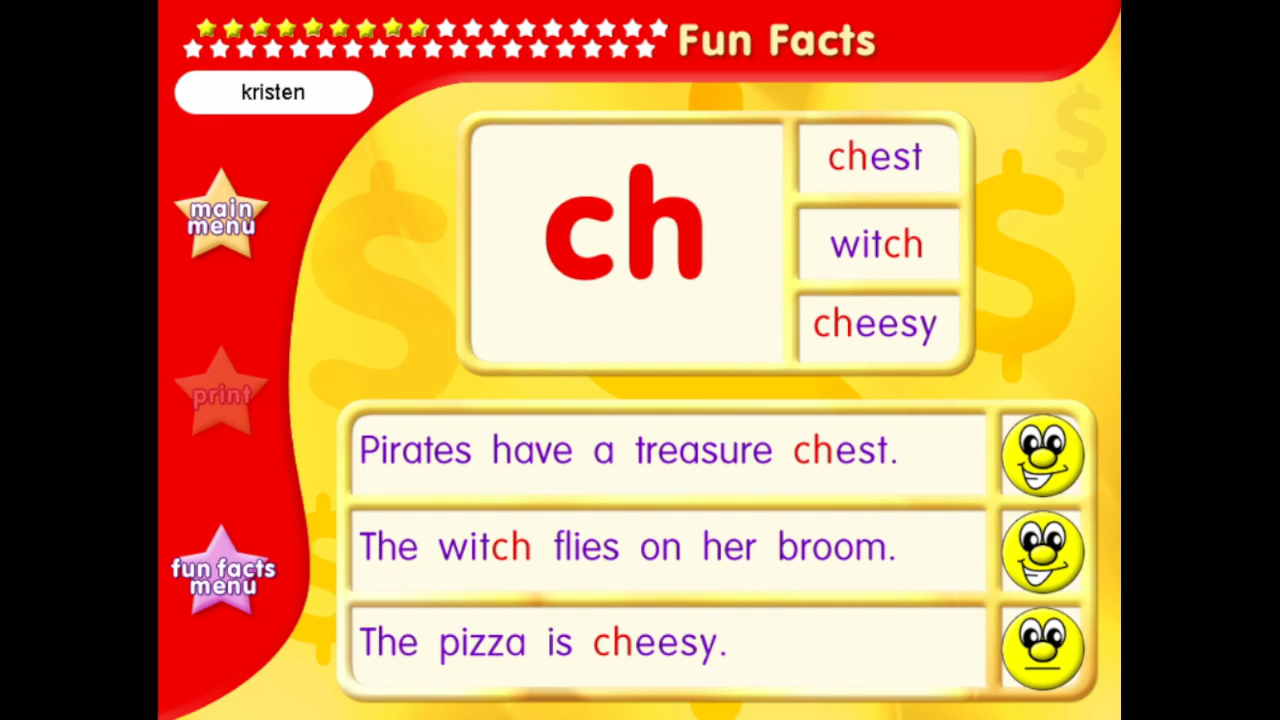 Fun Facts
kristen
main
menu
print
fun facts
menu
ch
chest
witch
cheesy
Pirates have a treasure chest.
The witch flies on her broom.
The pizza is cheesy.